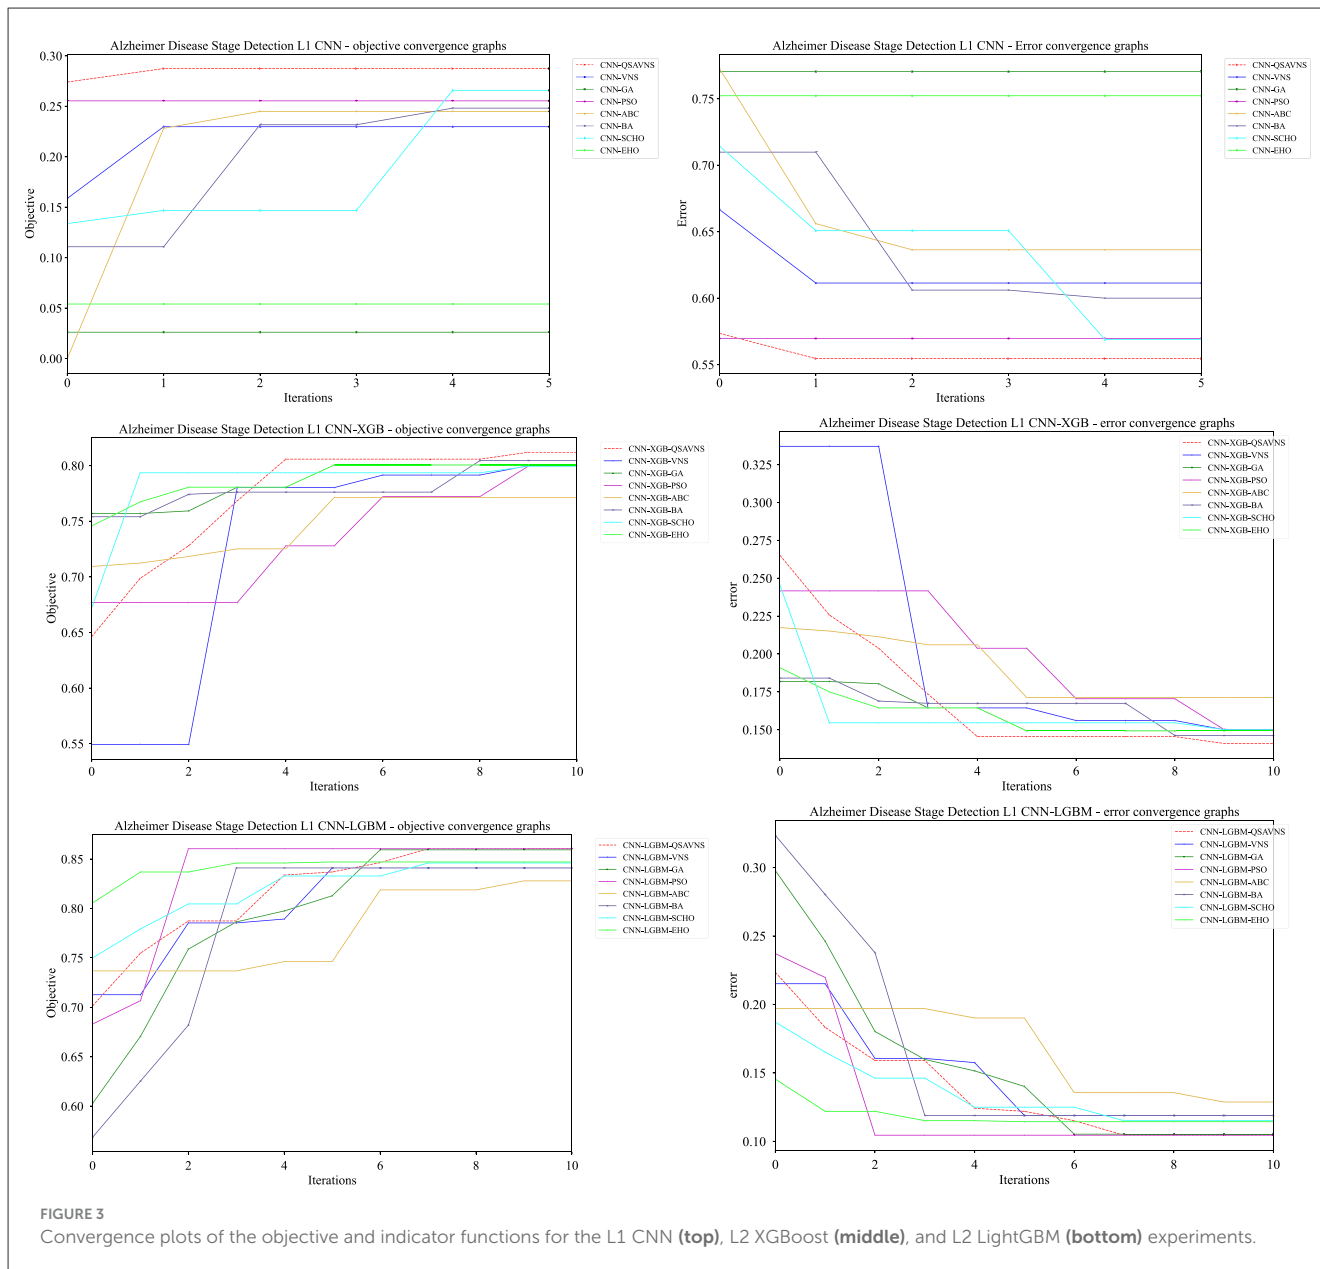 Alzheimer Disease Stage Detection L1 CNN - objective convergence graphs
0.30
0.25
0.20
0.15
0.10
0.05
0.00
Objective
0 1 2 3 4 5
Iterations
CNN-QSAVNS
CNN-VNS
CNN-GA
CNN-PSO
CNN-ABC
CNN-BA
CNN-SCHO
CNN-EHO
Alzheimer Disease Stage Detection L1 CNN - Error convergence graphs
0.75
0.70
0.65
0.60
0.55
Error
0 1 2 3 4 5
Iterations
CNN-QSAVNS
CNN-VNS
CNN-GA
CNN-PSO
CNN-ABC
CNN-BA
CNN-SCHO
CNN-EHO
Alzheimer Disease Stage Detection L1 CNN-XGB - objective convergence graphs
0.80
0.75
0.70
0.65
0.60
0.55
Objective
0 2 4 6 8 10
Iterations
CNN-XGB-QSAVNS
CNN-XGB-VNS
CNN-XGB-GA
CNN-XGB-PSO
CNN-XGB-ABC
CNN-XGB-BA
CNN-XGB-SCHO
CNN-XGB-EHO
Alzheimer Disease Stage Detection L1 CNN-XGB - error convergence graphs
0.325
0.300
0.275
0.250
0.225
0.200
0.175
0.150
error
0 2 4 6 8 10
Iterations
CNN-XGB-QSAVNS
CNN-XGB-VNS
CNN-XGB-GA
CNN-XGB-PSO
CNN-XGB-ABC
CNN-XGB-BA
CNN-XGB-SCHO
CNN-XGB-EHO
Alzheimer Disease Stage Detection L1 CNN-LGBM - objective convergence graphs
0.85
0.80
0.75
0.70
0.65
0.60
Objective
0 2 4 6 8 10
Iterations
CNN-LGBM-QSAVNS
CNN-LGBM-VNS
CNN-LGBM-GA
CNN-LGBM-PSO
CNN-LGBM-ABC
CNN-LGBM-BA
CNN-LGBM-SCHO
CNN-LGBM-EHO
Alzheimer Disease Stage Detection L1 CNN-LGBM - error convergence graphs
0.30
0.25
0.20
0.15
0.10
error
0 2 4 6 8 10
Iterations
CNN-LGBM-QSAVNS
CNN-LGBM-VNS
CNN-LGBM-GA
CNN-LGBM-PSO
CNN-LGBM-ABC
CNN-LGBM-BA
CNN-LGBM-SCHO
CNN-LGBM-EHO
FIGURE 3
Convergence plots of the objective and indicator functions for the L1 CNN (top), L2 XGBoost (middle), and L2 LightGBM (bottom) experiments.